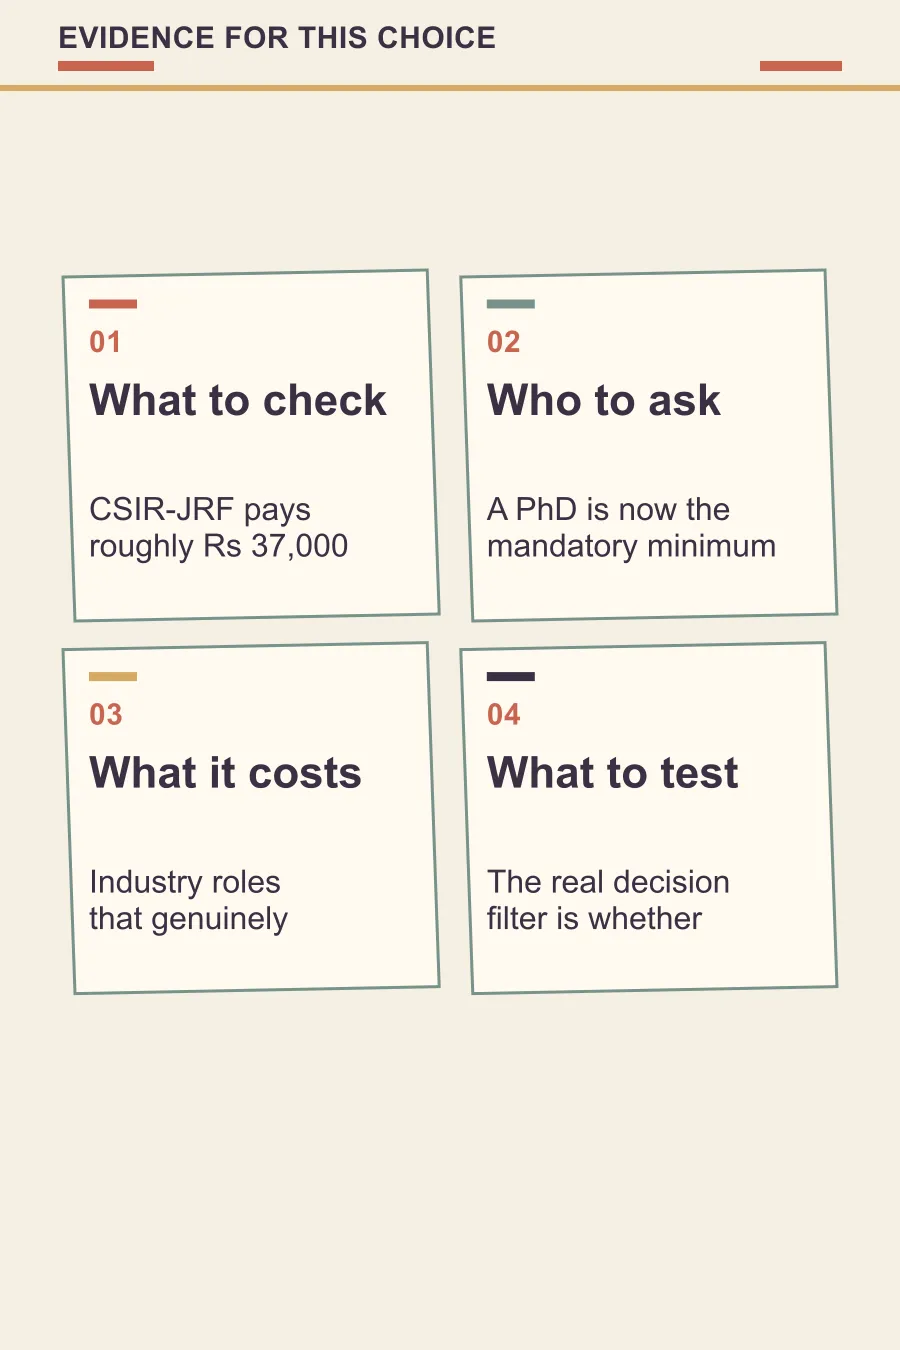 EVIDENCE FOR THIS CHOICE
01
What to check
CSIR-JRF pays
roughly Rs 37,000
02
Who to ask
A PhD is now the
mandatory minimum
03
What it costs
Industry roles
that genuinely
04
What to test
The real decision
filter is whether